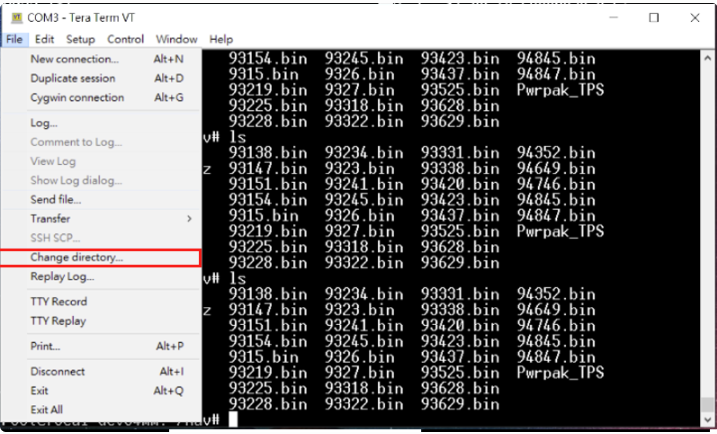 COM3 - Tera Term VT
File Edit Setup Control Window Help
New connection... Alt+N
Duplicate session Alt+D
Cygwin connection Alt+G
Log...
Comment to Log...
View Log
Show Log dialog...
Send file...
Transfer >
SSH SCP...
Change directory...
Replay Log...
TTY Record
TTY Replay
Print... Alt+P
Disconnect Alt+I
Exit Alt+Q
Exit All
93154.bin 93245.bin 93423.bin 94845.bin
9315.bin 9326.bin 93437.bin 94847.bin
93219.bin 9327.bin 93525.bin Pwrpak_TPS
93225.bin 93318.bin 93628.bin
93228.bin 93322.bin 93629.bin
v# ls
93138.bin 93234.bin 93331.bin 94352.bin
z 93147.bin 9323.bin 93338.bin 94649.bin
93151.bin 93241.bin 93420.bin 94746.bin
93154.bin 93245.bin 93423.bin 94845.bin
9315.bin 9326.bin 93437.bin 94847.bin
93219.bin 9327.bin 93525.bin Pwrpak_TPS
93225.bin 93318.bin 93628.bin
93228.bin 93322.bin 93629.bin
v# ls
93138.bin 93234.bin 93331.bin 94352.bin
z 93147.bin 9323.bin 93338.bin 94649.bin
93151.bin 93241.bin 93420.bin 94746.bin
93154.bin 93245.bin 93423.bin 94845.bin
9315.bin 9326.bin 93437.bin 94847.bin
93219.bin 9327.bin 93525.bin Pwrpak_TPS
93225.bin 93318.bin 93628.bin
93228.bin 93322.bin 93629.bin